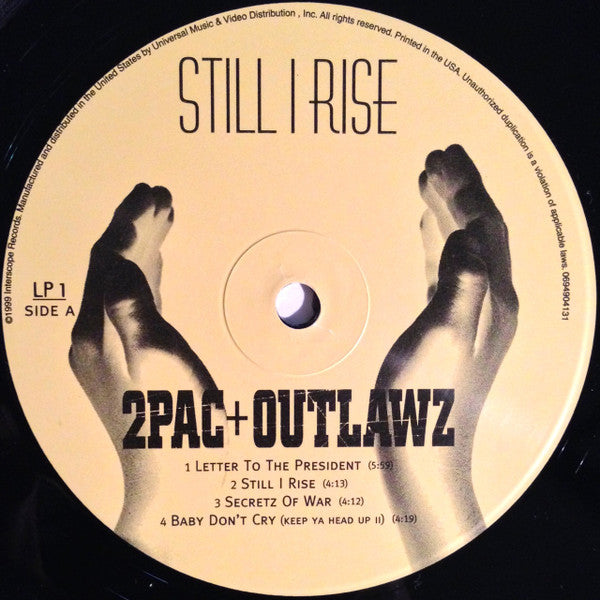 ©1999 Interscope Records. Manufactured and distributed in the United States by Universal Music & Video Distribution, Inc. All rights reserved. Printed in the USA. Unauthorized duplication is a violation of applicable laws. 0694904131
STILL I RISE
LP 1
SIDE A
2PAC+OUTLAWZ
1 LETTER TO THE PRESIDENT (5:59)
2 STILL I RISE (4:13)
3 SECRETZ OF WAR (4:12)
4 BABY DON'T CRY (KEEP YA HEAD UP II) (4:19)